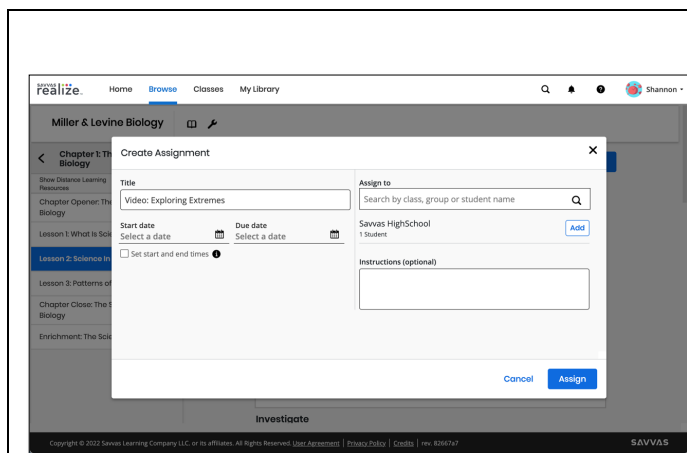 SAVVAS
realize.
Home Browse Classes My Library
Shannon
Miller & Levine Biology
Chapter 1: Th
Biology
Show Distance Learning
Resources
Chapter Opener: The
Biology
Lesson 1: What Is Scie
Lesson 2: Science In
Lesson 3: Patterns of
Chapter Close: The S
Biology
Enrichment: The Scie
Create Assignment
Title
Video: Exploring Extremes
Start date Due date
Select a date Select a date
Set start and end times
Assign to
Search by class, group or student name
Savvas HighSchool
1 Student
Add
Instructions (optional)
Cancel Assign
Investigate
Copyright © 2022 Savvas Learning Company LLC, or its affiliates. All Rights Reserved. User Agreement | Privacy Policy | Credits | rev. 82667a7
SAVVAS